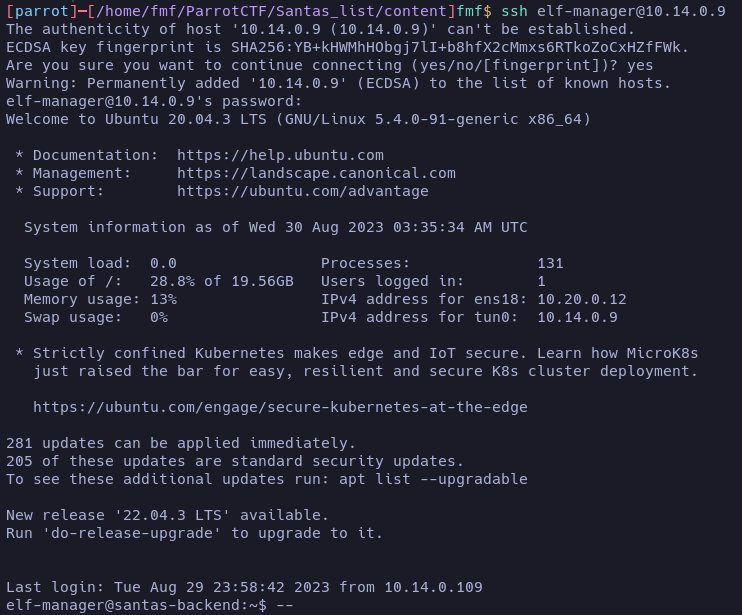 [parrot]─[/home/fmf/ParrotCTF/Santas_list/content]fmf$ ssh elf-manager@10.14.0.9
The authenticity of host '10.14.0.9 (10.14.0.9)' can't be established.
ECDSA key fingerprint is SHA256:YB+kHWMhHObgj7lI+b8hfX2cMmxs6RTkoZoCxHZfFWk.
Are you sure you want to continue connecting (yes/no/[fingerprint])? yes
Warning: Permanently added '10.14.0.9' (ECDSA) to the list of known hosts.
elf-manager@10.14.0.9's password:
Welcome to Ubuntu 20.04.3 LTS (GNU/Linux 5.4.0-91-generic x86_64)

 * Documentation:  https://help.ubuntu.com
 * Management:     https://landscape.canonical.com
 * Support:        https://ubuntu.com/advantage

  System information as of Wed 30 Aug 2023 03:35:34 AM UTC

  System load:  0.0                Processes:              131
  Usage of /:   28.8% of 19.56GB   Users logged in:        1
  Memory usage: 13%                IPv4 address for ens18: 10.20.0.12
  Swap usage:   0%                 IPv4 address for tun0:  10.14.0.9

 * Strictly confined Kubernetes makes edge and IoT secure. Learn how MicroK8s
   just raised the bar for easy, resilient and secure K8s cluster deployment.

   https://ubuntu.com/engage/secure-kubernetes-at-the-edge

281 updates can be applied immediately.
205 of these updates are standard security updates.
To see these additional updates run: apt list --upgradable

New release '22.04.3 LTS' available.
Run 'do-release-upgrade' to upgrade to it.


Last login: Tue Aug 29 23:58:42 2023 from 10.14.0.109
elf-manager@santas-backend:~$ --